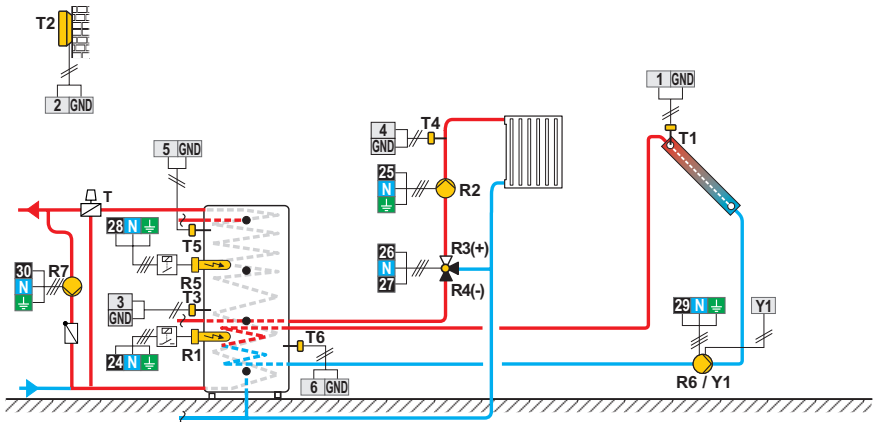 T2
2 GND
5 GND
T
28 N
T5
30
N
R7
R5
3
GND
T3
24 N
R1
T6
6 GND
4
GND
T4
25
N
R2
26
N
27
R3(+)
R4(-)
1 GND
T1
29 N
Y1
R6 / Y1